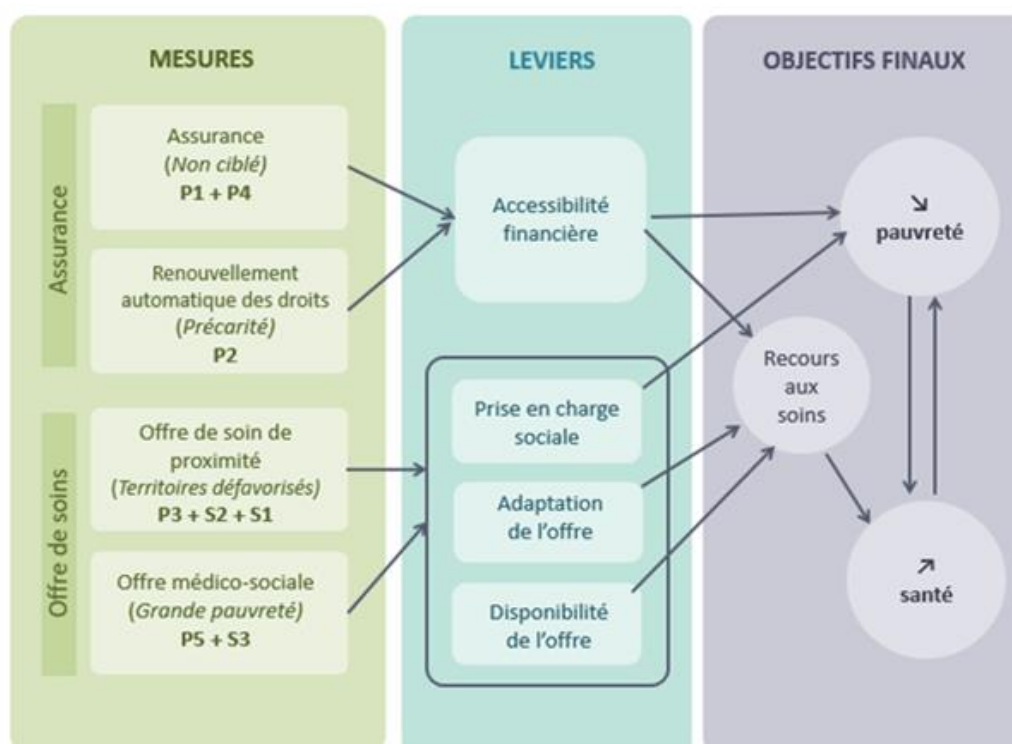 MESURES
Assurance
Assurance
(Non ciblé)
P1 + P4
Renouvellement
automatique des droits
(Précarité)
P2
Offre de soins
Offre de soin de
proximité
(Territoires défavorisés)
P3 + S2 + S1
Offre médico-sociale
(Grande pauvreté)
P5 + S3
LEVIERS
Accessibilité
financière
Prise en charge
sociale
Adaptation
de l'offre
Disponibilité
de l'offre
OBJECTIFS FINAUX
↘
pauvreté
Recours
aux
soins
↗
santé